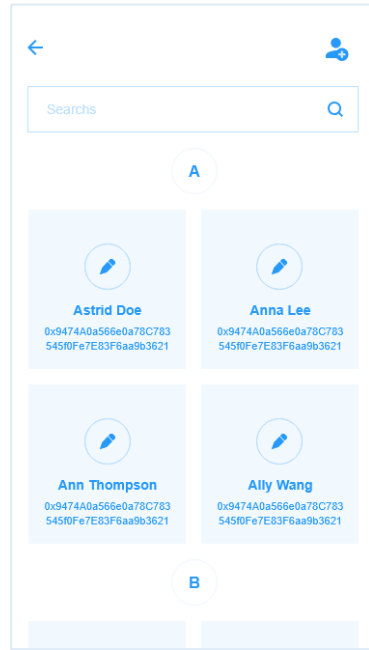 Searchs
A
Astrid Doe
0x9474A0a566e0a78C783
545f0Fe7E83F6aa9b3621
Anna Lee
0x9474A0a566e0a78C783
545f0Fe7E83F6aa9b3621
Ann Thompson
0x9474A0a566e0a78C783
545f0Fe7E83F6aa9b3621
Ally Wang
0x9474A0a566e0a78C783
545f0Fe7E83F6aa9b3621
B